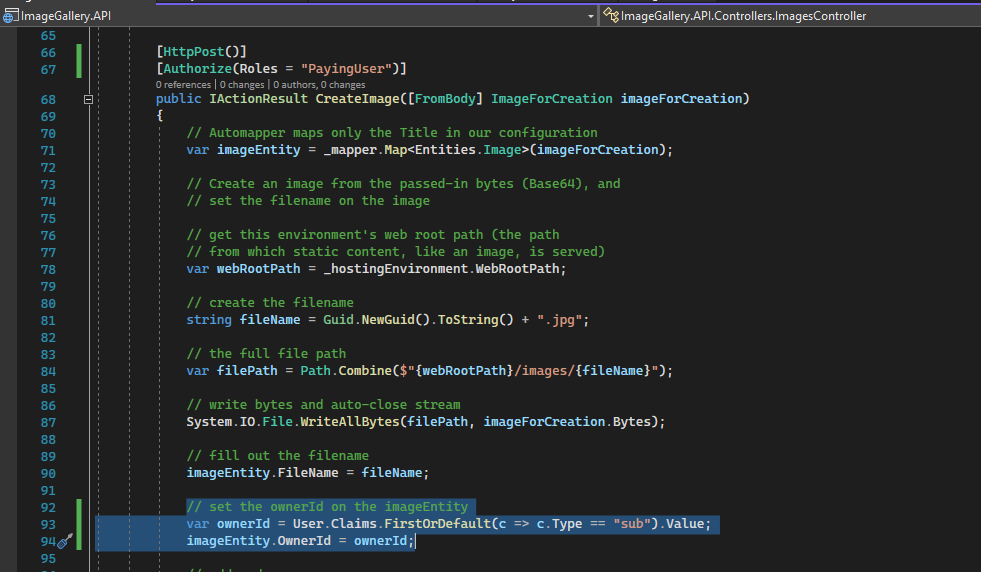 ImageGallery.API
ImageGallery.API.Controllers.ImagesController
65
66 [HttpPost()]
67 [Authorize(Roles = "PayingUser")]
0 references | 0 changes | 0 authors, 0 changes
68 public IActionResult CreateImage([FromBody] ImageForCreation imageForCreation)
69 {
70 // Automapper maps only the Title in our configuration
71 var imageEntity = _mapper.Map<Entities.Image>(imageForCreation);
72
73 // Create an image from the passed-in bytes (Base64), and
74 // set the filename on the image
75
76 // get this environment's web root path (the path
77 // from which static content, like an image, is served)
78 var webRootPath = _hostingEnvironment.WebRootPath;
79
80 // create the filename
81 string fileName = Guid.NewGuid().ToString() + ".jpg";
82
83 // the full file path
84 var filePath = Path.Combine($"{webRootPath}/images/{fileName}");
85
86 // write bytes and auto-close stream
87 System.IO.File.WriteAllBytes(filePath, imageForCreation.Bytes);
88
89 // fill out the filename
90 imageEntity.FileName = fileName;
91
92 // set the ownerId on the imageEntity
93 var ownerId = User.Claims.FirstOrDefault(c => c.Type == "sub").Value;
94 imageEntity.OwnerId = ownerId;
95